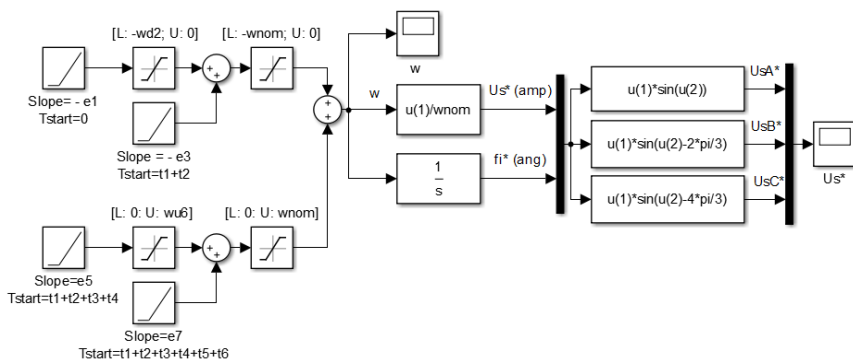 [L: -wd2; U: 0]
[L: -wnom; U: 0]
Slope= - e1
Tstart=0
Slope = - e3
Tstart=t1+t2
w
w
u(1)/wnom
Us* (amp)
1
s
fi* (ang)
u(1)*sin(u(2))
UsA*
u(1)*sin(u(2)-2*pi/3)
UsB*
u(1)*sin(u(2)-4*pi/3)
UsC*
Us*
[L: 0: U: wu6]
[L: 0: U: wnom]
Slope=e5
Tstart=t1+t2+t3+t4
Slope=e7
Tstart=t1+t2+t3+t4+t5+t6